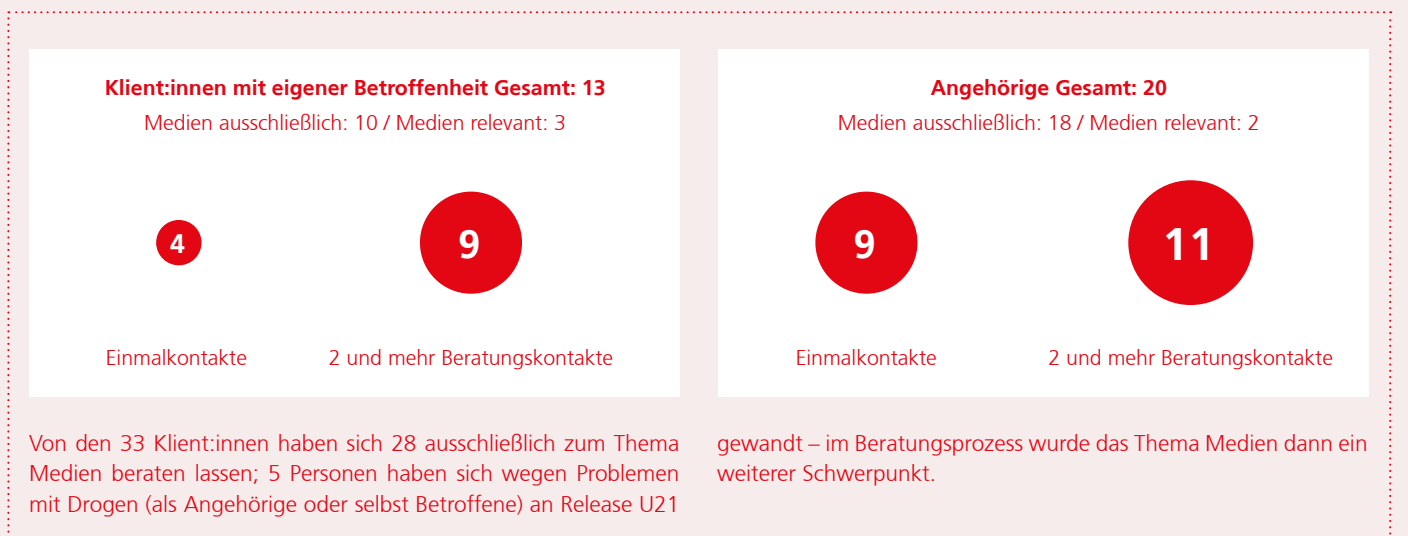 Klient:innen mit eigener Betroffenheit Gesamt: 13
Medien ausschließlich: 10 / Medien relevant: 3
4
9
Einmalkontakte
2 und mehr Beratungskontakte
Angehörige Gesamt: 20
Medien ausschließlich: 18 / Medien relevant: 2
9
11
Einmalkontakte
2 und mehr Beratungskontakte
Von den 33 Klient:innen haben sich 28 ausschließlich zum Thema
Medien beraten lassen; 5 Personen haben sich wegen Problemen
mit Drogen (als Angehörige oder selbst Betroffene) an Release U21
gewandt – im Beratungsprozess wurde das Thema Medien dann ein
weiterer Schwerpunkt.